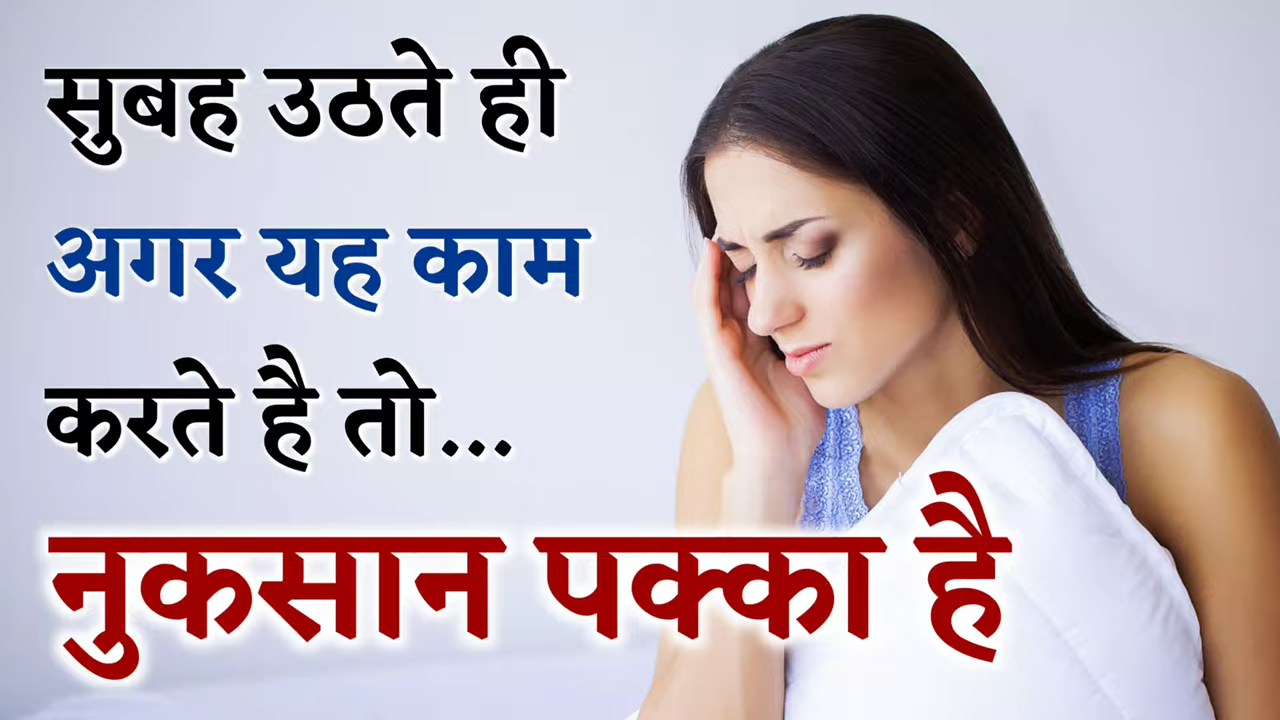 सुबह उठते ही
अगर यह काम
करते है तो...
नुकसान पक्का है